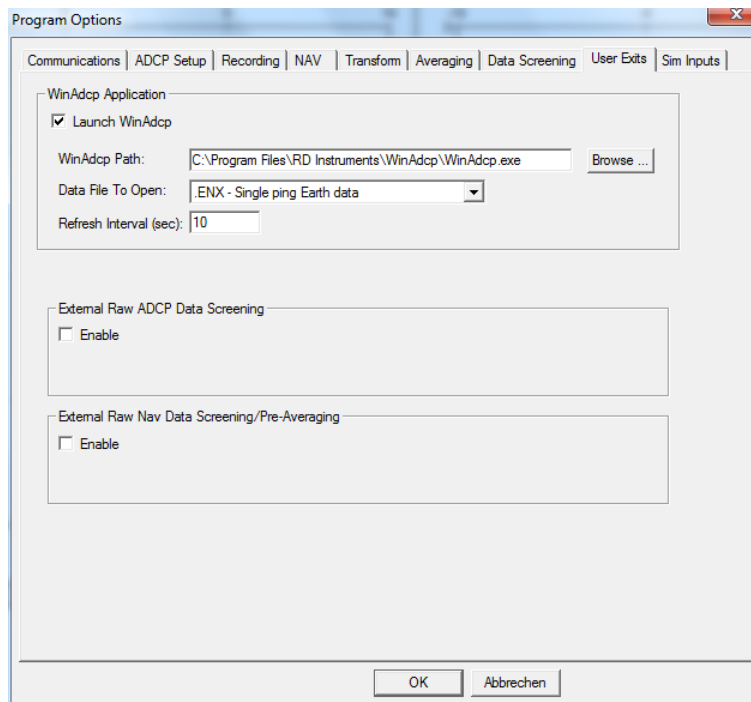 Program Options
Communications ADCP Setup Recording NAV Transform Averaging Data Screening User Exits Sim Inputs
WinAdcp Application
Launch WinAdcp
WinAdcp Path: C:\Program Files\RD Instruments\WinAdcp\WinAdcp.exe Browse ...
Data File To Open: .ENX - Single ping Earth data
Refresh Interval (sec): 10
External Raw ADCP Data Screening
Enable
External Raw Nav Data Screening/Pre-Averaging
Enable
OK Abbrechen